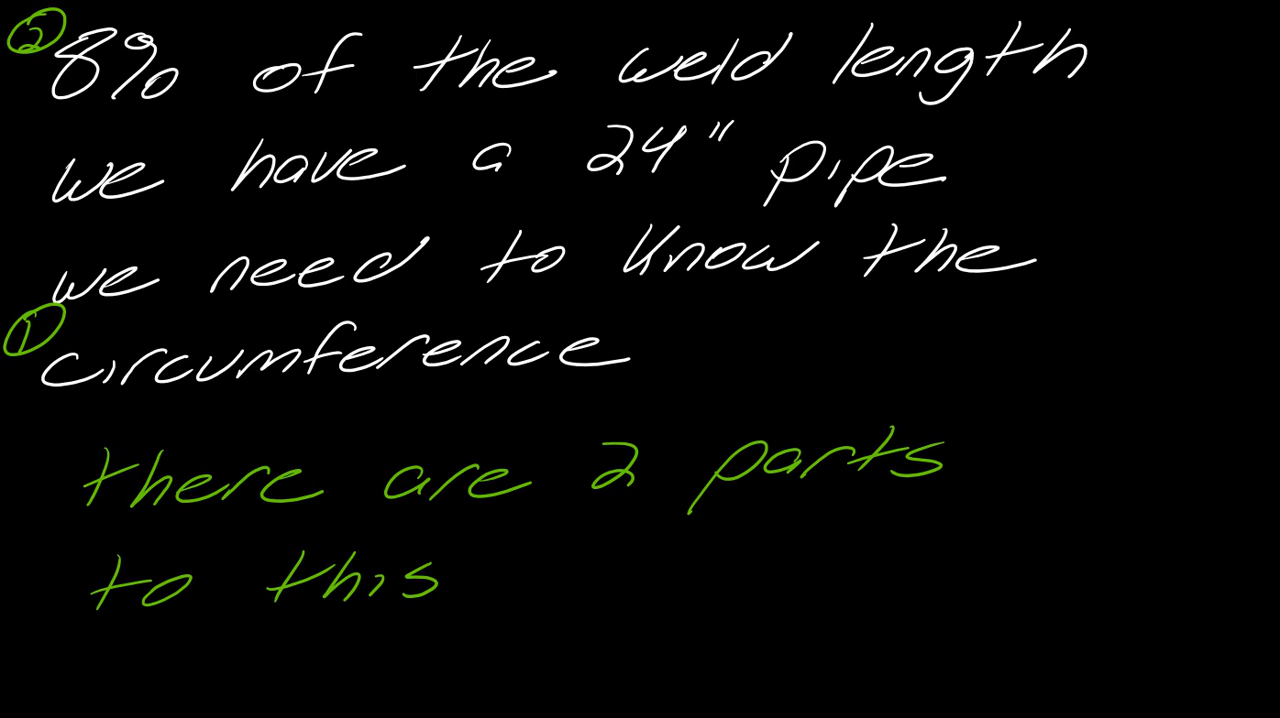 ② 8% of the weld length
we have a 24" pipe
we need to know the
① circumference
there are 2 parts
to this